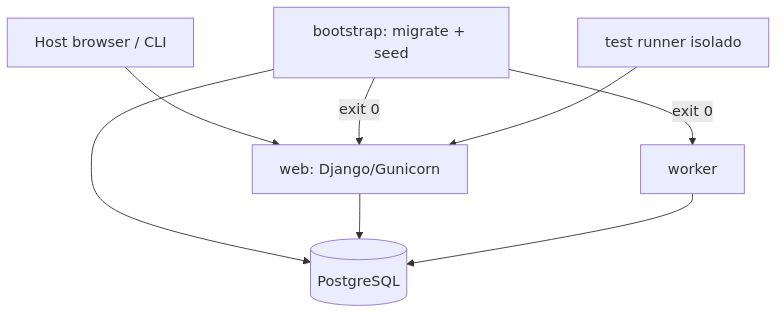 Host browser / CLI
bootstrap: migrate +
seed
test runner isolado
exit 0
exit 0
web: Django/Gunicorn
worker
PostgreSQL